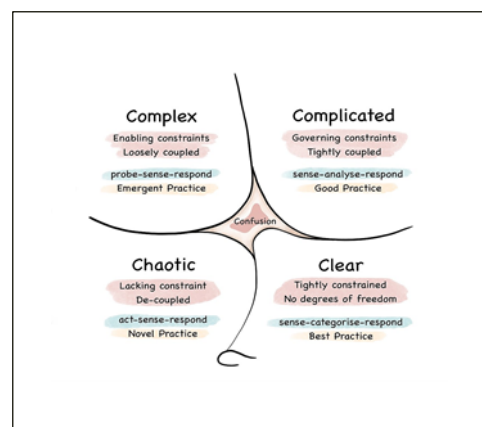 Complex
Enabling constraints
Loosely coupled
probe-sense-respond
Emergent Practice
Complicated
Governing constraints
Tightly coupled
sense-analyse-respond
Good Practice
Confusion
Chaotic
Lacking constraint
De-coupled
act-sense-respond
Novel Practice
Clear
Tightly constrained
No degrees of freedom
sense-categorise-respond
Best Practice